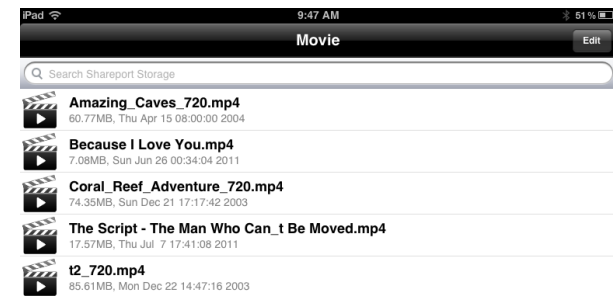 iPad 9:47 AM 51 %
Movie Edit
Search Shareport Storage
Amazing_Caves_720.mp4
60.77MB, Thu Apr 15 08:00:00 2004
Because I Love You.mp4
7.08MB, Sun Jun 26 00:34:04 2011
Coral_Reef_Adventure_720.mp4
74.35MB, Sun Dec 21 17:17:42 2003
The Script - The Man Who Can_t Be Moved.mp4
17.57MB, Thu Jul  7 17:41:08 2011
t2_720.mp4
85.61MB, Mon Dec 22 14:47:16 2003